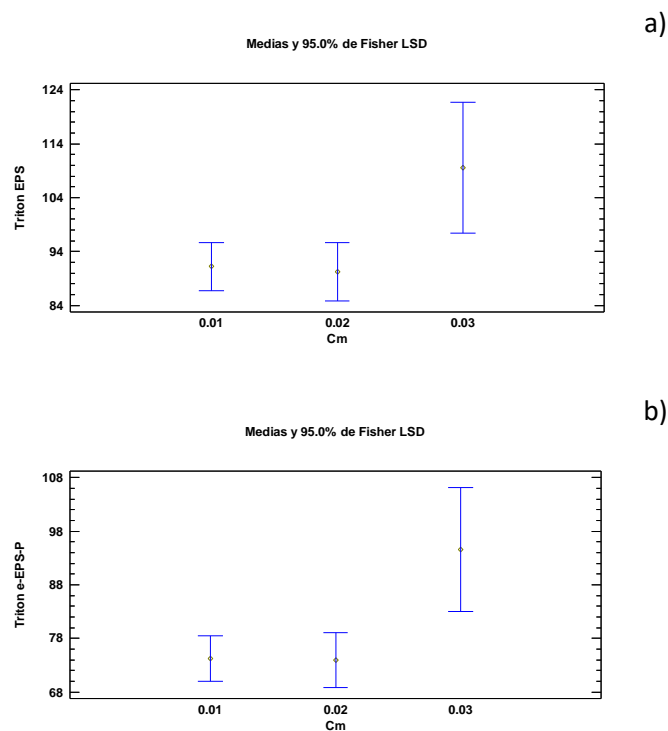 a)
Medias y 95.0% de Fisher LSD
124
114
104
94
84
Triton EPS
0.01 0.02 0.03
Cm
b)
Medias y 95.0% de Fisher LSD
108
98
88
78
68
Triton e-EPS-P
0.01 0.02 0.03
Cm